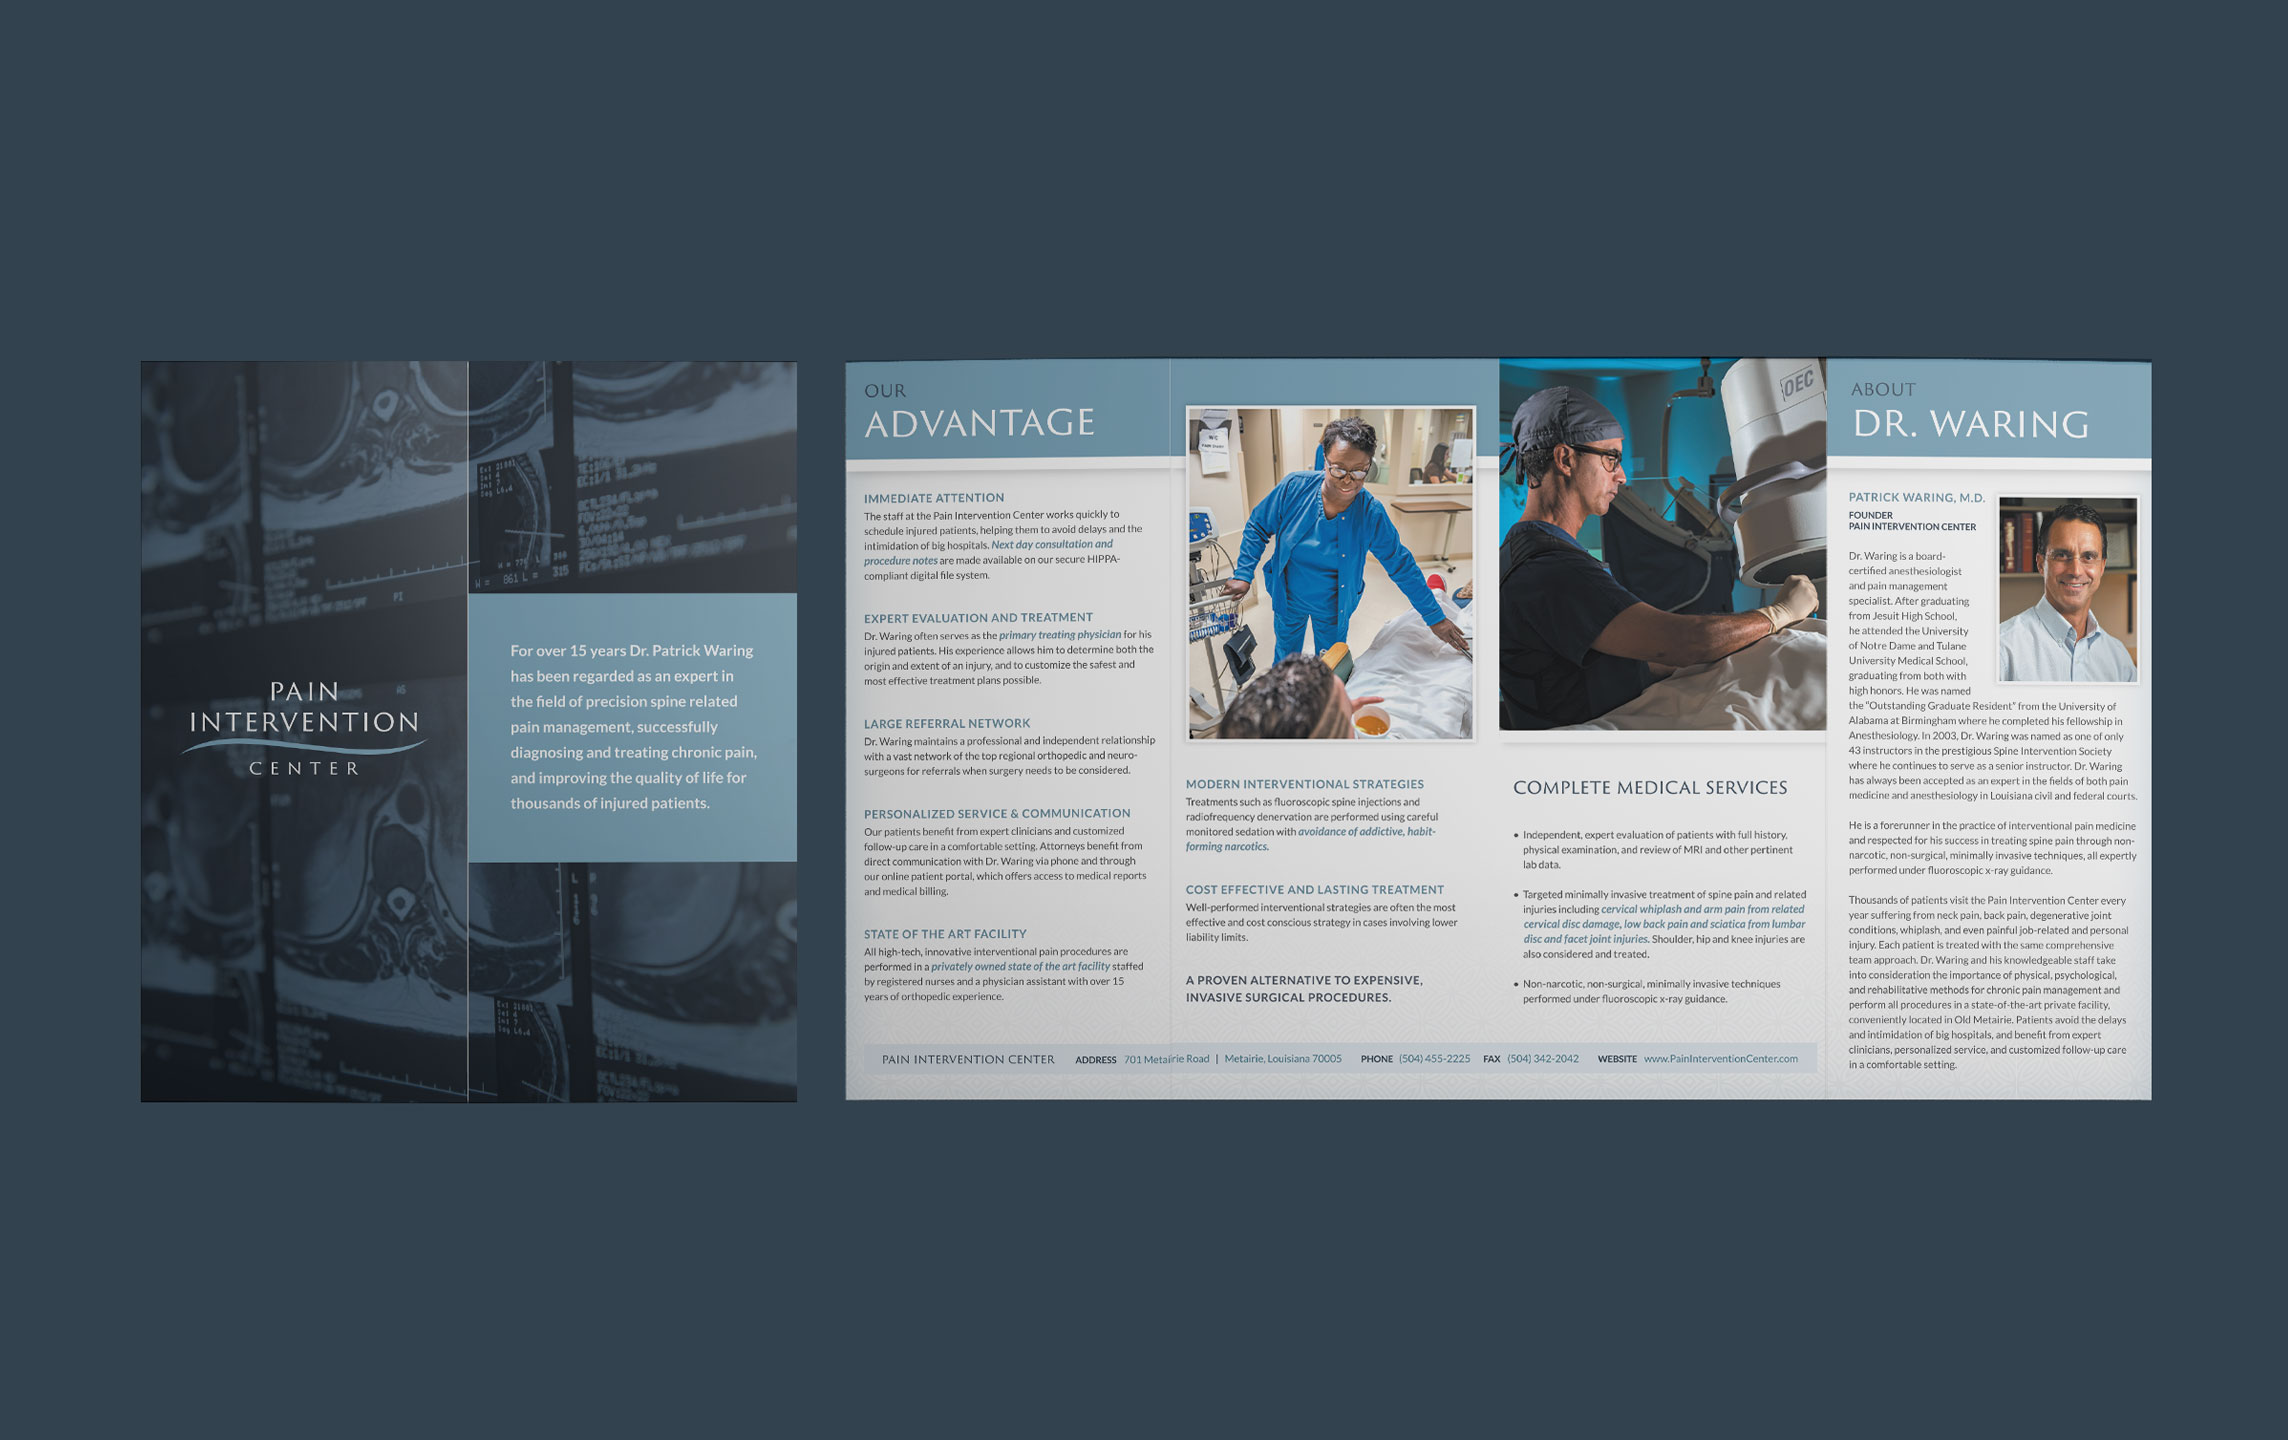 PAIN
INTERVENTION
CENTER
Ex: 21081
Set 4
Int 7
Img L6.4
W = 861 L = 315
PI
For over 15 years Dr. Patrick Waring
has been regarded as an expert in
the field of precision spine related
pain management, successfully
diagnosing and treating chronic pain,
and improving the quality of life for
thousands of injured patients.
OUR
ADVANTAGE
IMMEDIATE ATTENTION
The staff at the Pain Intervention Center works quickly to
schedule injured patients, helping them to avoid delays and the
intimidation of big hospitals. Next day consultation and
procedure notes are made available on our secure HIPPA-
compliant digital file system.
EXPERT EVALUATION AND TREATMENT
Dr. Waring often serves as the primary treating physician for his
injured patients. His experience allows him to determine both the
origin and extent of an injury, and to customize the safest and
most effective treatment plans possible.
LARGE REFERRAL NETWORK
Dr. Waring maintains a professional and independent relationship
with a vast network of the top regional orthopedic and neuro-
surgeons for referrals when surgery needs to be considered.
PERSONALIZED SERVICE & COMMUNICATION
Our patients benefit from expert clinicians and customized
follow-up care in a comfortable setting. Attorneys benefit from
direct communication with Dr. Waring via phone and through
our online patient portal, which offers access to medical reports
and medical billing.
STATE OF THE ART FACILITY
All high-tech, innovative interventional pain procedures are
performed in a privately owned state of the art facility staffed
by registered nurses and a physician assistant with over 15
years of orthopedic experience.
MODERN INTERVENTIONAL STRATEGIES
Treatments such as fluoroscopic spine injections and
radiofrequency denervation are performed using careful
monitored sedation with avoidance of addictive, habit-
forming narcotics.
COST EFFECTIVE AND LASTING TREATMENT
Well-performed interventional strategies are often the most
effective and cost conscious strategy in cases involving lower
liability limits.
A PROVEN ALTERNATIVE TO EXPENSIVE,
INVASIVE SURGICAL PROCEDURES.
OEC
COMPLETE MEDICAL SERVICES
• Independent, expert evaluation of patients with full history,
physical examination, and review of MRI and other pertinent
lab data.
• Targeted minimally invasive treatment of spine pain and related
injuries including cervical whiplash and arm pain from related
cervical disc damage, low back pain and sciatica from lumbar
disc and facet joint injuries. Shoulder, hip and knee injuries are
also considered and treated.
• Non-narcotic, non-surgical, minimally invasive techniques
performed under fluoroscopic x-ray guidance.
PAIN INTERVENTION CENTER ADDRESS 701 Metairie Road | Metairie, Louisiana 70005 PHONE (504) 455-2225 FAX (504) 342-2042 WEBSITE www.PainInterventionCenter.com
ABOUT
DR. WARING
PATRICK WARING, M.D.
FOUNDER
PAIN INTERVENTION CENTER
Dr. Waring is a board-
certified anesthesiologist
and pain management
specialist. After graduating
from Jesuit High School,
he attended the University
of Notre Dame and Tulane
University Medical School,
graduating from both with
high honors. He was named
the “Outstanding Graduate Resident” from the University of
Alabama at Birmingham where he completed his fellowship in
Anesthesiology. In 2003, Dr. Waring was named as one of only
43 instructors in the prestigious Spine Intervention Society
where he continues to serve as a senior instructor. Dr. Waring
has always been accepted as an expert in the fields of both pain
medicine and anesthesiology in Louisiana civil and federal courts.
He is a forerunner in the practice of interventional pain medicine
and respected for his success in treating spine pain through non-
narcotic, non-surgical, minimally invasive techniques, all expertly
performed under fluoroscopic x-ray guidance.
Thousands of patients visit the Pain Intervention Center every
year suffering from neck pain, back pain, degenerative joint
conditions, whiplash, and even painful job-related and personal
injury. Each patient is treated with the same comprehensive
team approach. Dr. Waring and his knowledgeable staff take
into consideration the importance of physical, psychological,
and rehabilitative methods for chronic pain management and
perform all procedures in a state-of-the-art private facility,
conveniently located in Old Metairie. Patients avoid the delays
and intimidation of big hospitals, and benefit from expert
clinicians, personalized service, and customized follow-up care
in a comfortable setting.